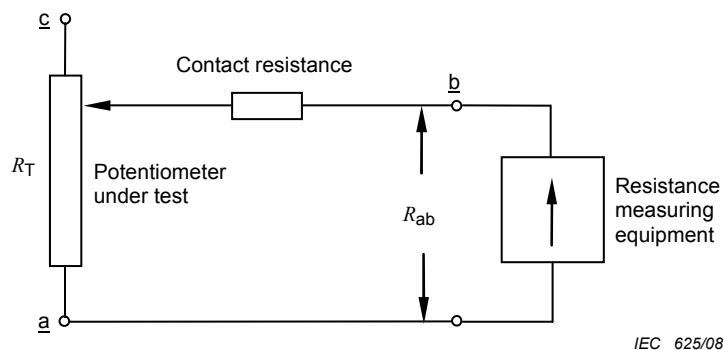 c
Contact resistance
b
RT
Potentiometer
under test
Rab
Resistance
measuring
equipment
a
IEC 625/08